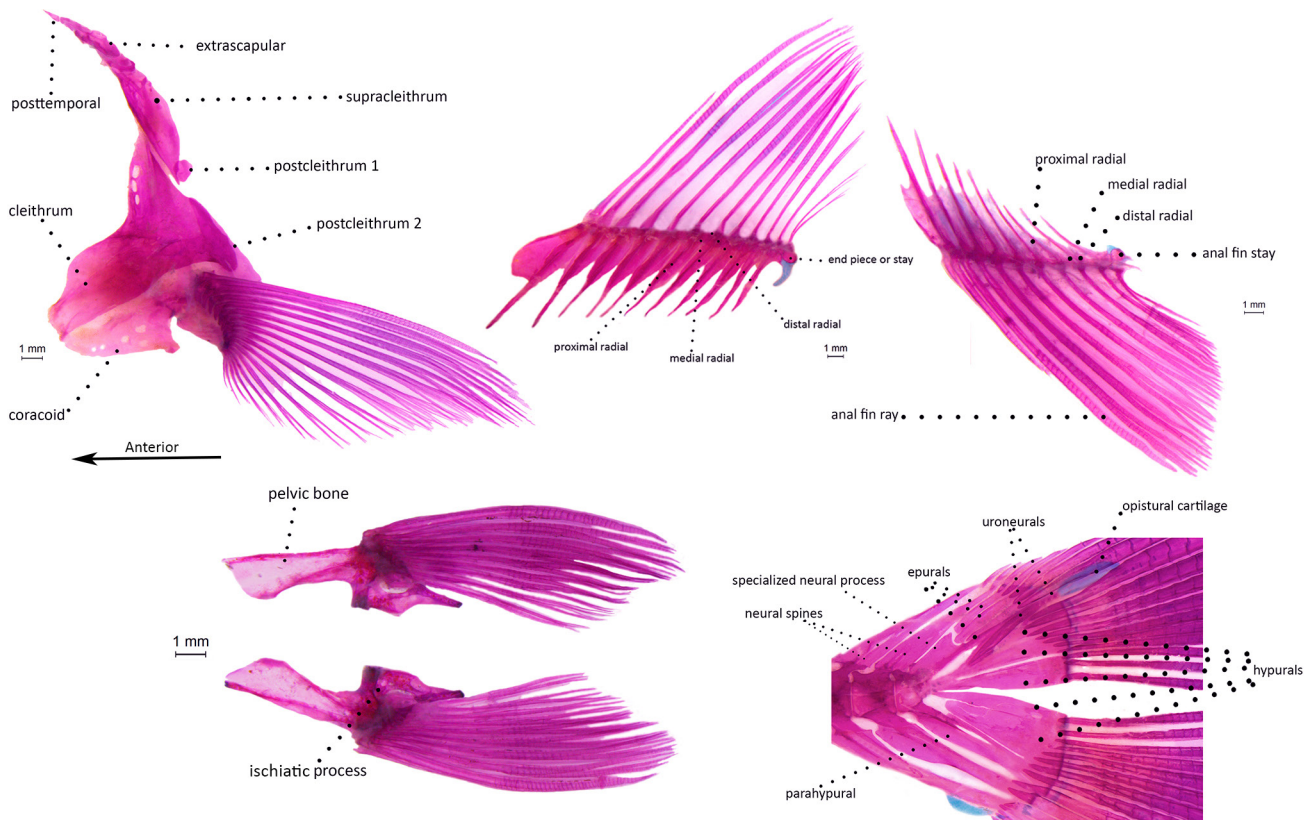 extrascapular
posttemporal
supracleithrum
postcleithrum 1
cleithrum
postcleithrum 2
1 mm
coracoid
Anterior
end piece or stay
distal radial
proximal radial
medial radial
1 mm
proximal radial
medial radial
distal radial
anal fin stay
1 mm
anal fin ray
pelvic bone
1 mm
ischiatic process
opistural cartilage
uroneurals
epurals
specialized neural process
neural spines
hypurals
parahypural